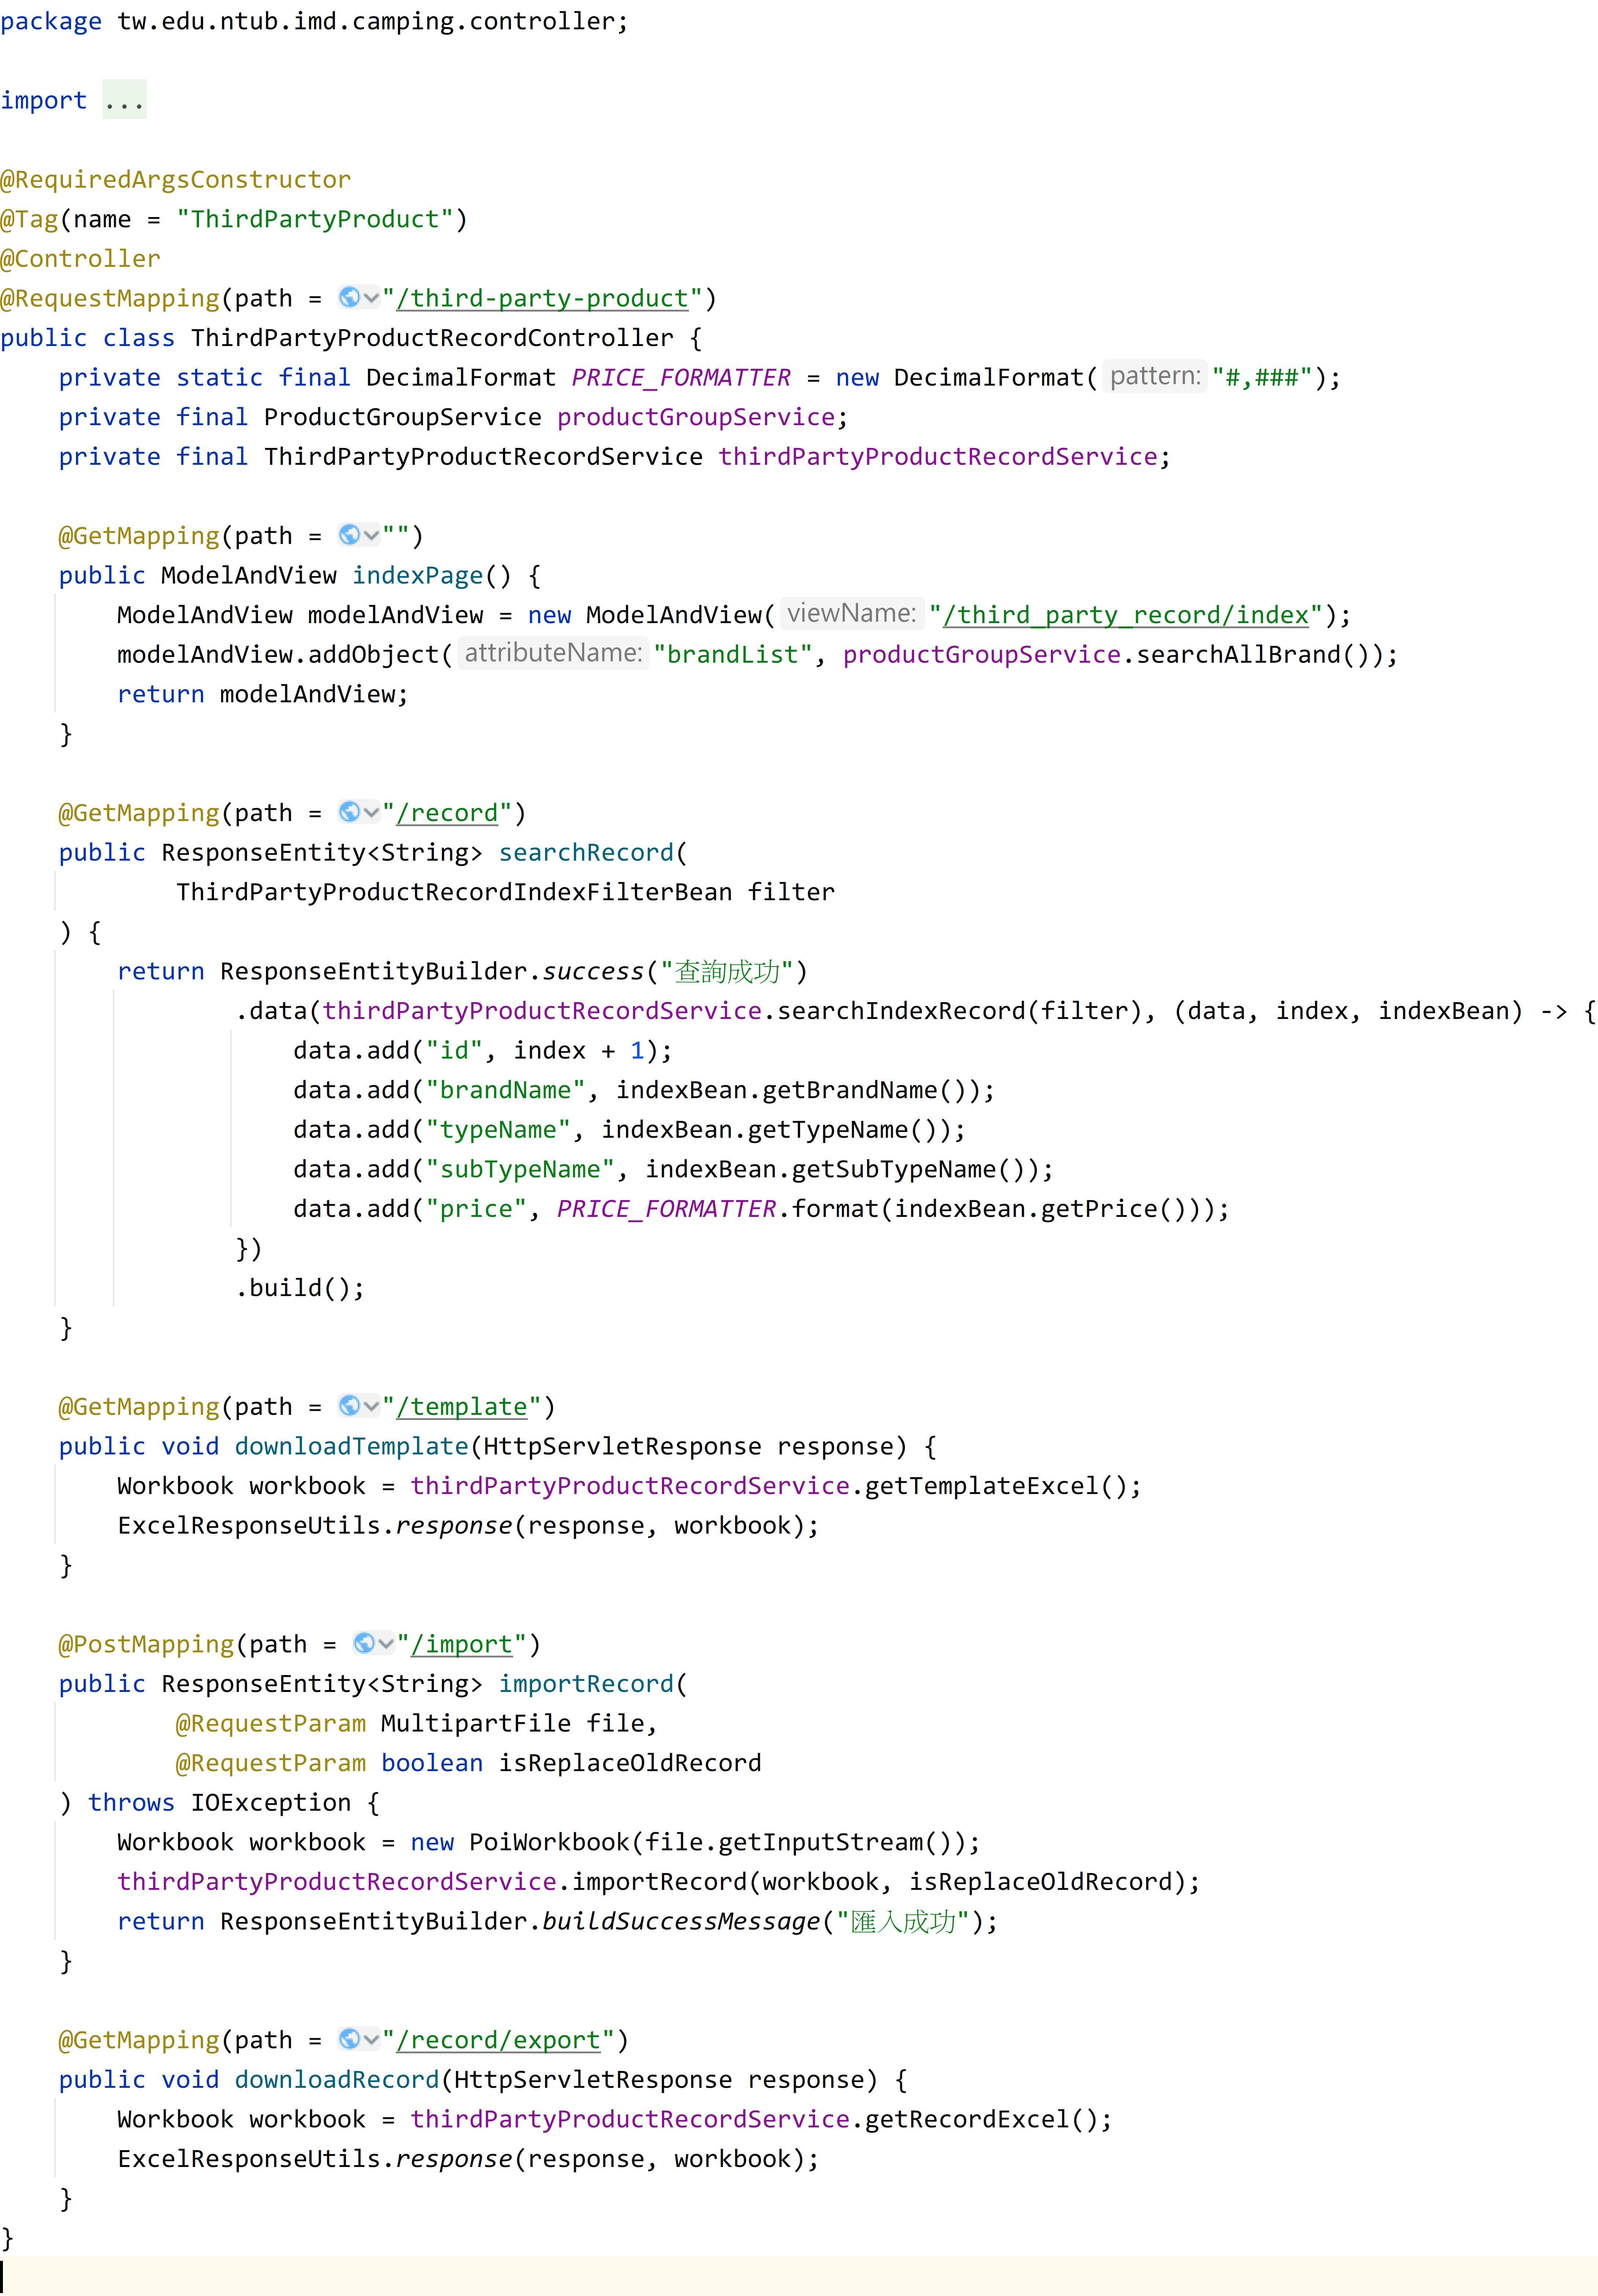 package tw.edu.ntub.imd.camping.controller;
import ...
@RequiredArgsConstructor
@Tag(name = "ThirdPartyProduct")
@Controller
@RequestMapping(path = "/third-party-product")
public class ThirdPartyProductRecordController {
    private static final DecimalFormat PRICE_FORMATTER = new DecimalFormat( pattern: "#,###");
    private final ProductGroupService productGroupService;
    private final ThirdPartyProductRecordService thirdPartyProductRecordService;
    @GetMapping(path = "")
    public ModelAndView indexPage() {
        ModelAndView modelAndView = new ModelAndView( viewName: "/third_party_record/index");
        modelAndView.addObject( attributeName: "brandList", productGroupService.searchAllBrand());
        return modelAndView;
    }
    @GetMapping(path = "/record")
    public ResponseEntity<String> searchRecord(
            ThirdPartyProductRecordIndexFilterBean filter
    ) {
        return ResponseEntityBuilder.success("查詢成功")
                .data(thirdPartyProductRecordService.searchIndexRecord(filter), (data, index, indexBean) -> {
                    data.add("id", index + 1);
                    data.add("brandName", indexBean.getBrandName());
                    data.add("typeName", indexBean.getTypeName());
                    data.add("subTypeName", indexBean.getSubTypeName());
                    data.add("price", PRICE_FORMATTER.format(indexBean.getPrice()));
                })
                .build();
    }
    @GetMapping(path = "/template")
    public void downloadTemplate(HttpServletResponse response) {
        Workbook workbook = thirdPartyProductRecordService.getTemplateExcel();
        ExcelResponseUtils.response(response, workbook);
    }
    @PostMapping(path = "/import")
    public ResponseEntity<String> importRecord(
            @RequestParam MultipartFile file,
            @RequestParam boolean isReplaceOldRecord
    ) throws IOException {
        Workbook workbook = new PoiWorkbook(file.getInputStream());
        thirdPartyProductRecordService.importRecord(workbook, isReplaceOldRecord);
        return ResponseEntityBuilder.buildSuccessMessage("匯入成功");
    }
    @GetMapping(path = "/record/export")
    public void downloadRecord(HttpServletResponse response) {
        Workbook workbook = thirdPartyProductRecordService.getRecordExcel();
        ExcelResponseUtils.response(response, workbook);
    }
}